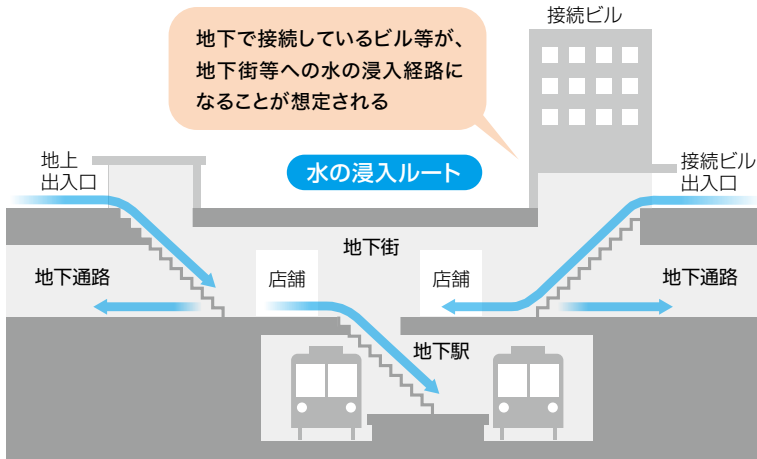 接続ビル
地下で接続しているビル等が、
地下街等への水の浸入経路に
なることが想定される
地上
出入口
水の浸入ルート
接続ビル
出入口
地下街
地下通路
店舗
店舗
地下通路
地下駅